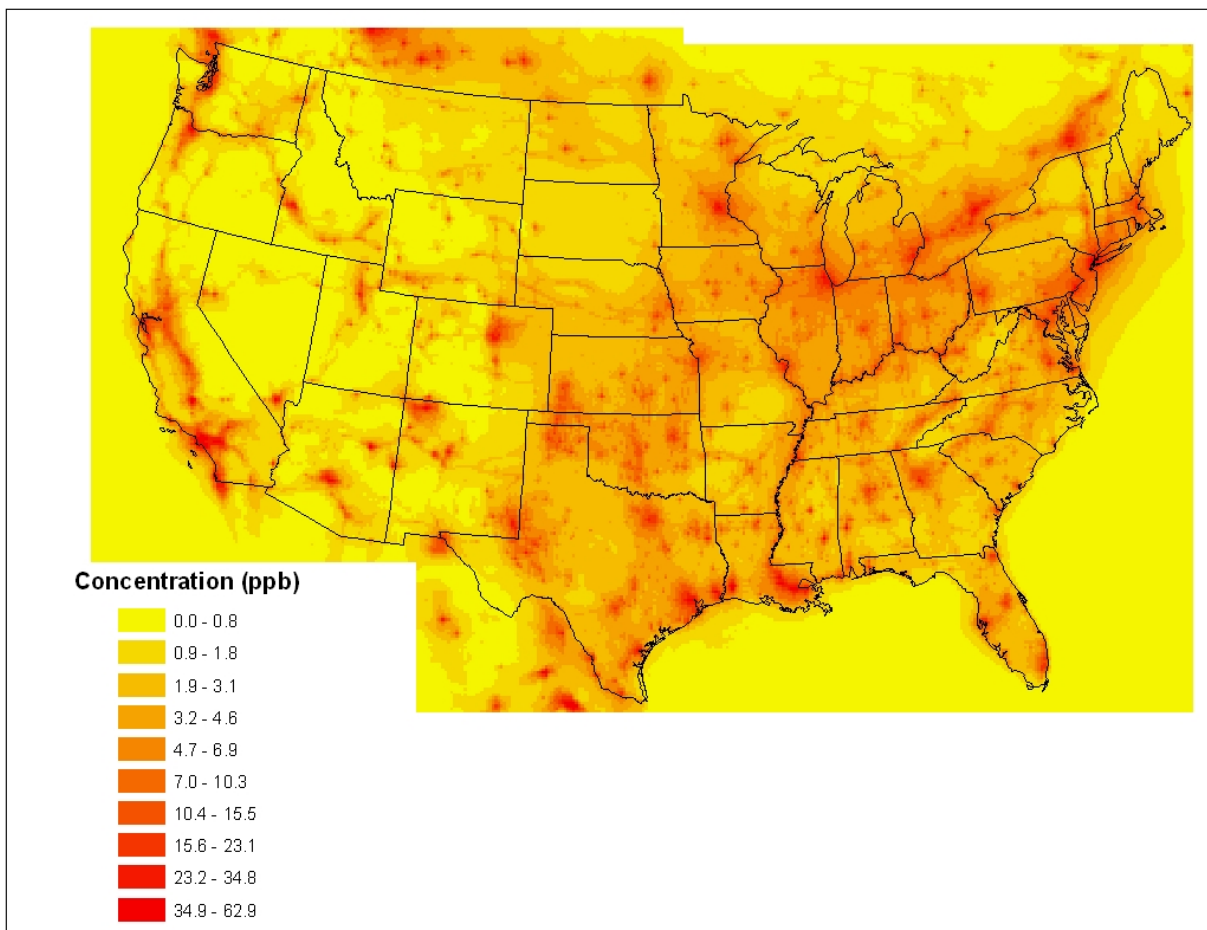 Concentration (ppb)
0.0 - 0.8
0.9 - 1.8
1.9 - 3.1
3.2 - 4.6
4.7 - 6.9
7.0 - 10.3
10.4 - 15.5
15.6 - 23.1
23.2 - 34.8
34.9 - 62.9